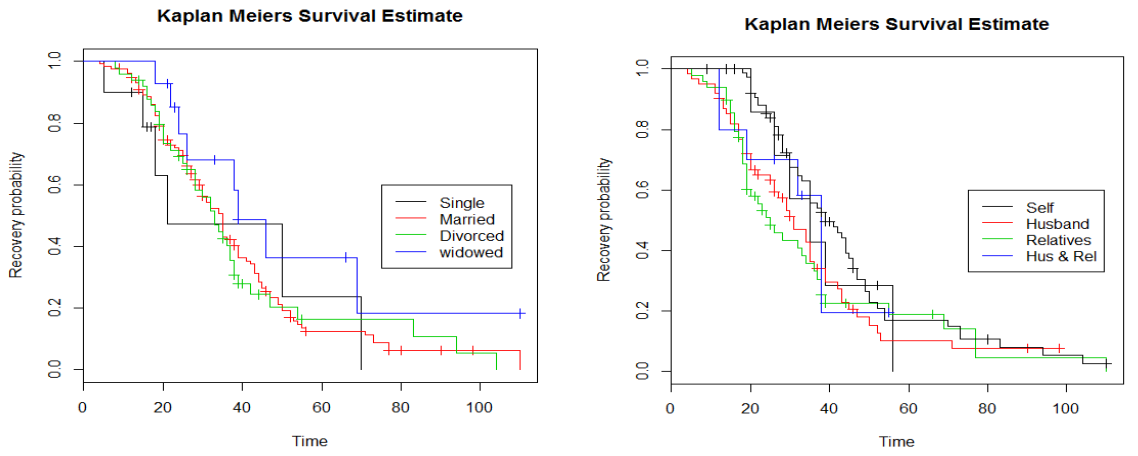 Kaplan Meiers Survival Estimate
Recovery probability
1.0
0.8
0.6
0.4
0.2
0.0
Single
Married
Divorced
widowed
0 20 40 60 80 100
Time
Kaplan Meiers Survival Estimate
Recovery probability
1.0
0.8
0.6
0.4
0.2
0.0
Self
Husband
Relatives
Hus & Rel
0 20 40 60 80 100
Time